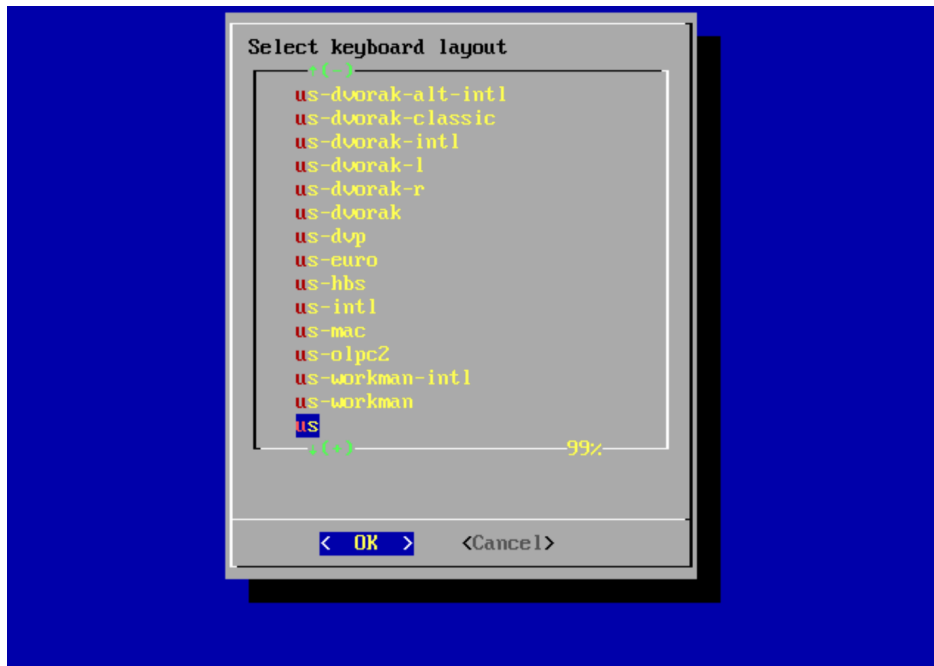 Select keyboard layout
↑(-)
us-dvorak-alt-intl
us-dvorak-classic
us-dvorak-intl
us-dvorak-l
us-dvorak-r
us-dvorak
us-dvp
us-euro
us-hbs
us-intl
us-mac
us-olpc2
us-workman-intl
us-workman
us
↓(+) 99%
< OK > <Cancel>